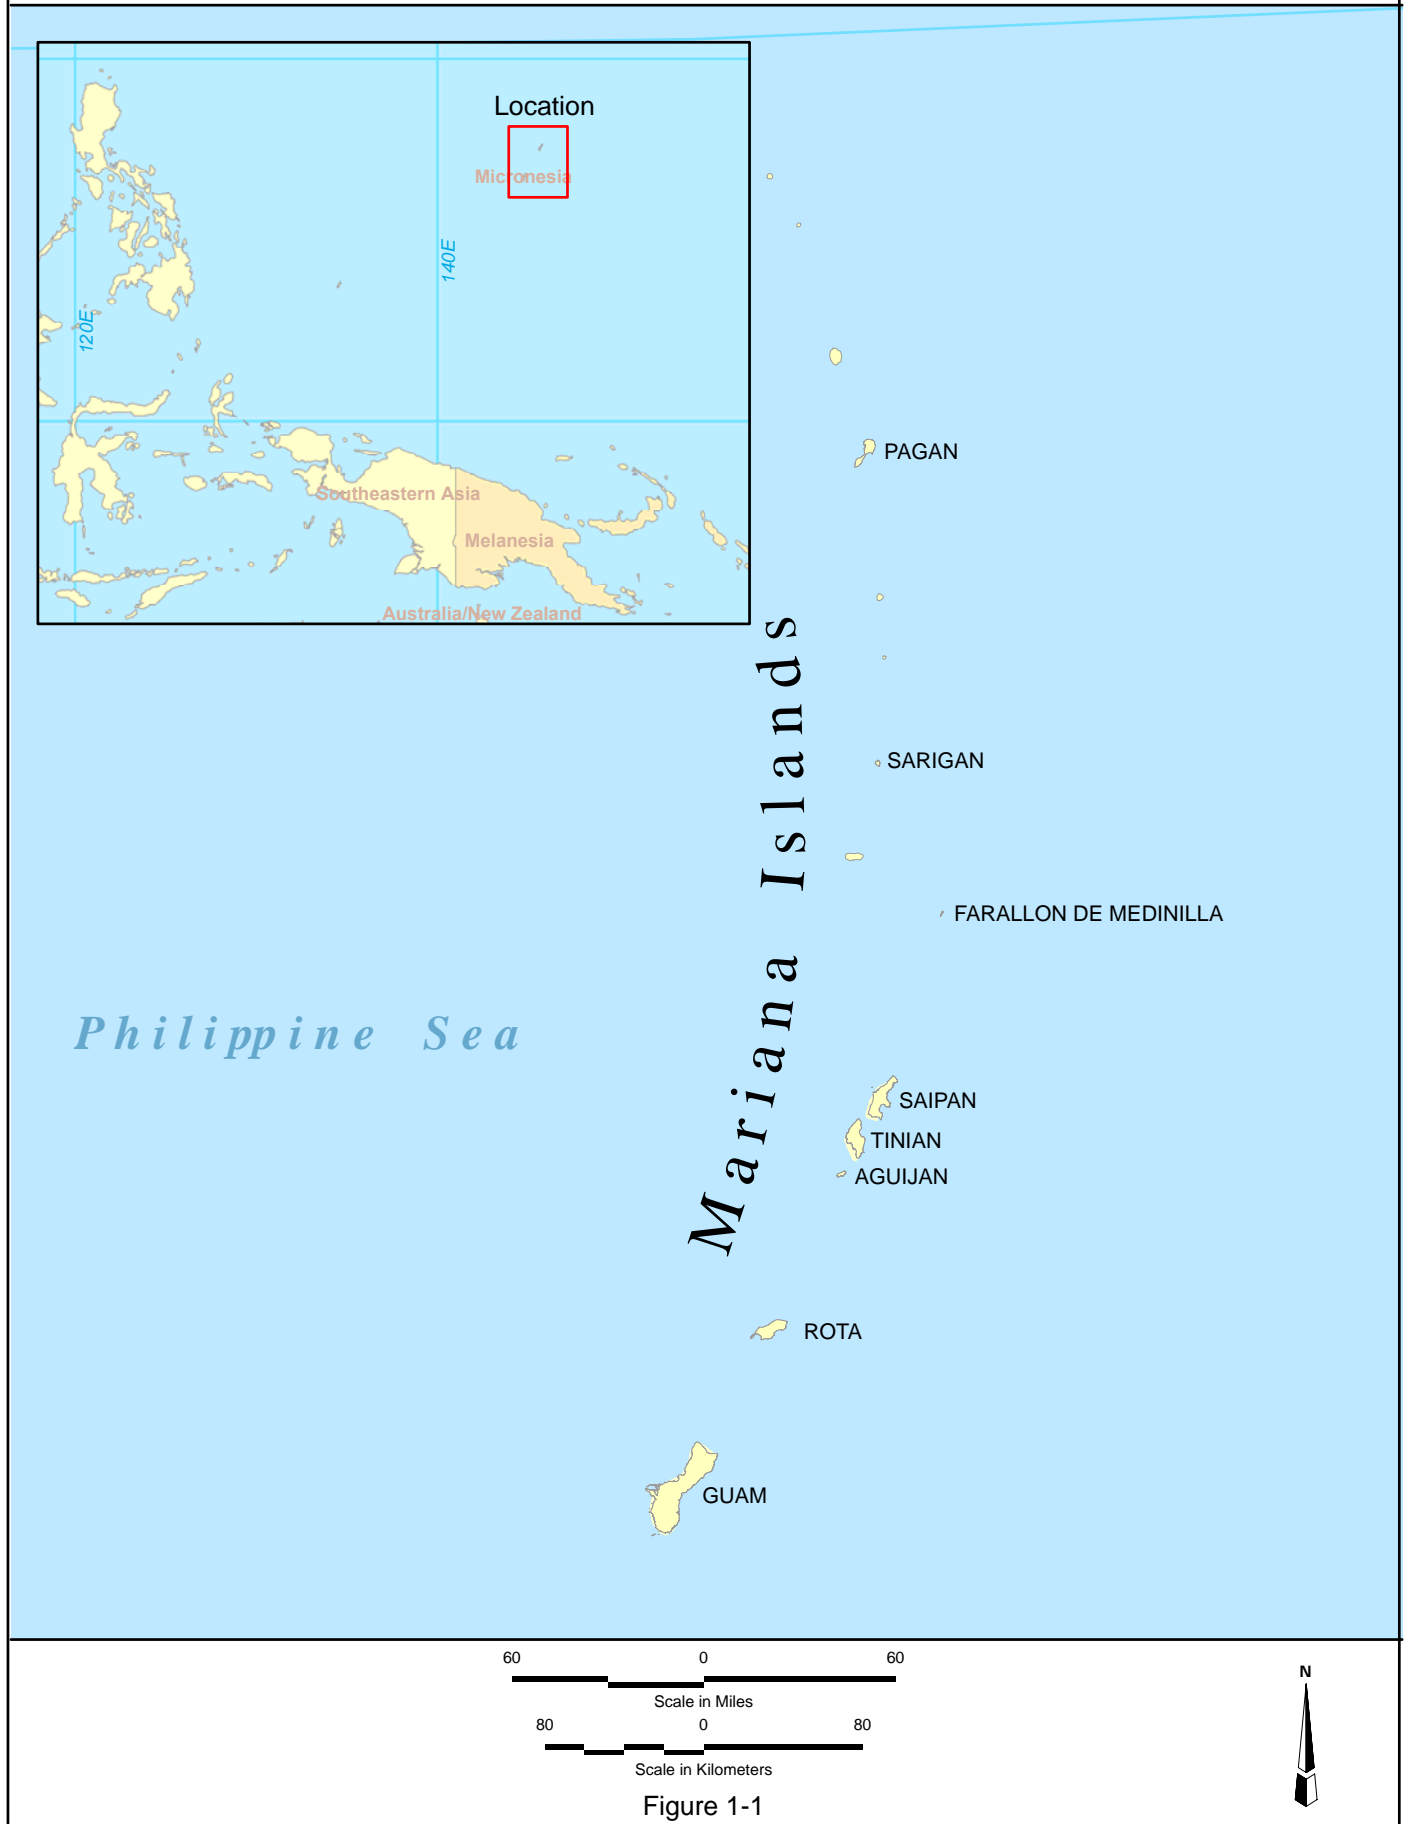 Location
Micronesia
140E
120E
Southeastern Asia
Melanesia
Australia/New Zealand
PAGAN
SARIGAN
FARALLON DE MEDINILLA
Mariana Islands
Philippine Sea
SAIPAN
TINIAN
AGUIJAN
ROTA
GUAM
60 0 60
Scale in Miles
80 0 80
Scale in Kilometers
N
Figure 1-1